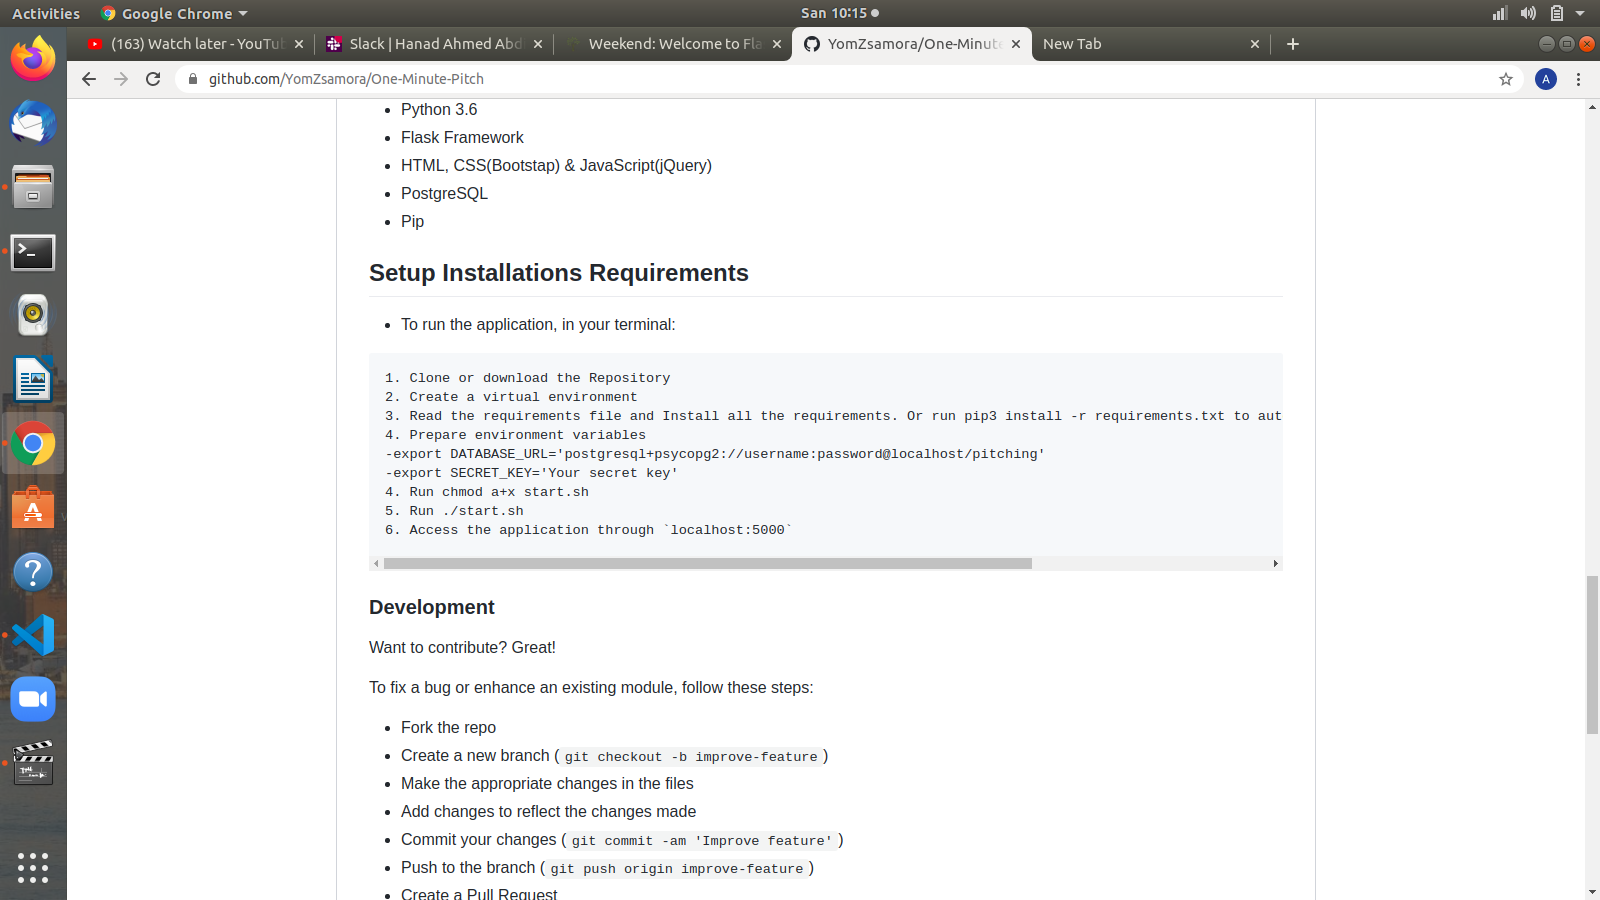 Activities
Google Chrome
San 10:15
(163) Watch later - YouTu
Slack | Hanad Ahmed Abd
Weekend: Welcome to Fla
YomZsamora/One-Minute
New Tab
github.com/YomZsamora/One-Minute-Pitch
A
Python 3.6
Flask Framework
HTML, CSS(Bootstap) & JavaScript(jQuery)
PostgreSQL
Pip
Setup Installations Requirements
To run the application, in your terminal:
1. Clone or download the Repository
2. Create a virtual environment
3. Read the requirements file and Install all the requirements. Or run pip3 install -r requirements.txt to aut
4. Prepare environment variables
-export DATABASE_URL='postgresql+psycopg2://username:password@localhost/pitching'
-export SECRET_KEY='Your secret key'
4. Run chmod a+x start.sh
5. Run ./start.sh
6. Access the application through `localhost:5000`
Development
Want to contribute? Great!
To fix a bug or enhance an existing module, follow these steps:
Fork the repo
Create a new branch ( git checkout -b improve-feature )
Make the appropriate changes in the files
Add changes to reflect the changes made
Commit your changes ( git commit -am 'Improve feature' )
Push to the branch ( git push origin improve-feature )
Create a Pull Request